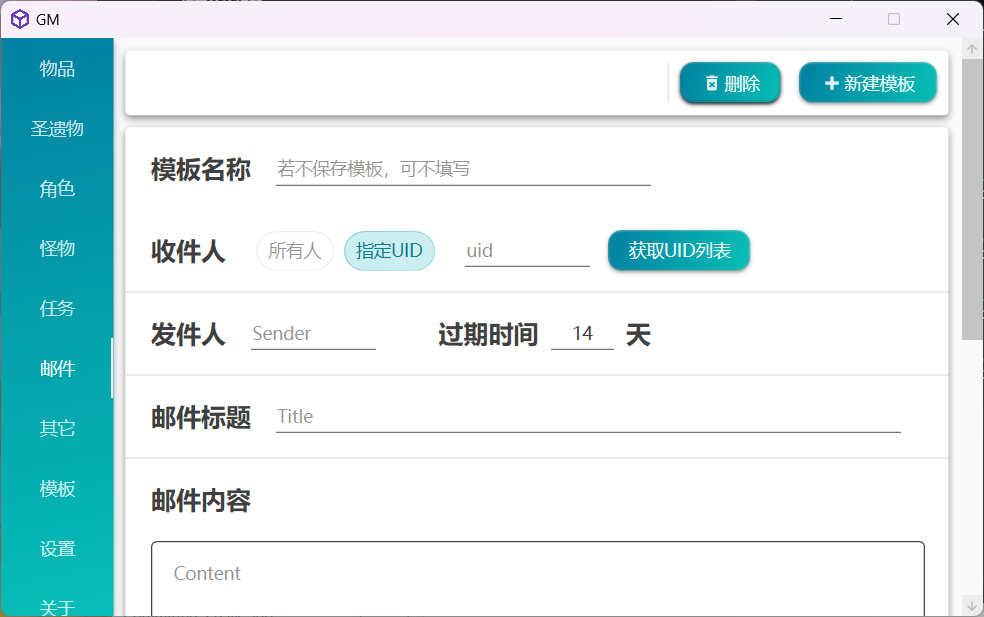 GM
物品
圣遗物
角色
怪物
任务
邮件
其它
模板
设置
关于
删除
新建模板
模板名称 若不保存模板，可不填写
收件人 所有人 指定UID uid 获取UID列表
发件人 Sender 过期时间 14 天
邮件标题 Title
邮件内容
Content